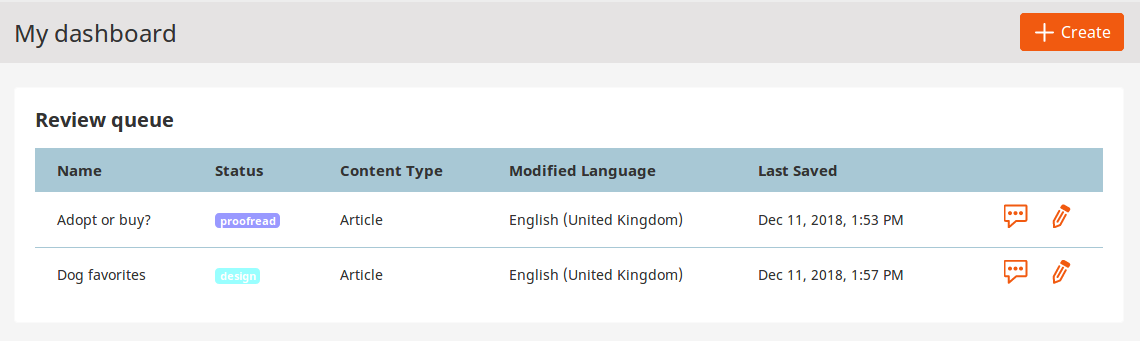 My dashboard
Create
Review queue
Name Status Content Type Modified Language Last Saved
Adopt or buy? proofread Article English (United Kingdom) Dec 11, 2018, 1:53 PM
Dog favorites design Article English (United Kingdom) Dec 11, 2018, 1:57 PM